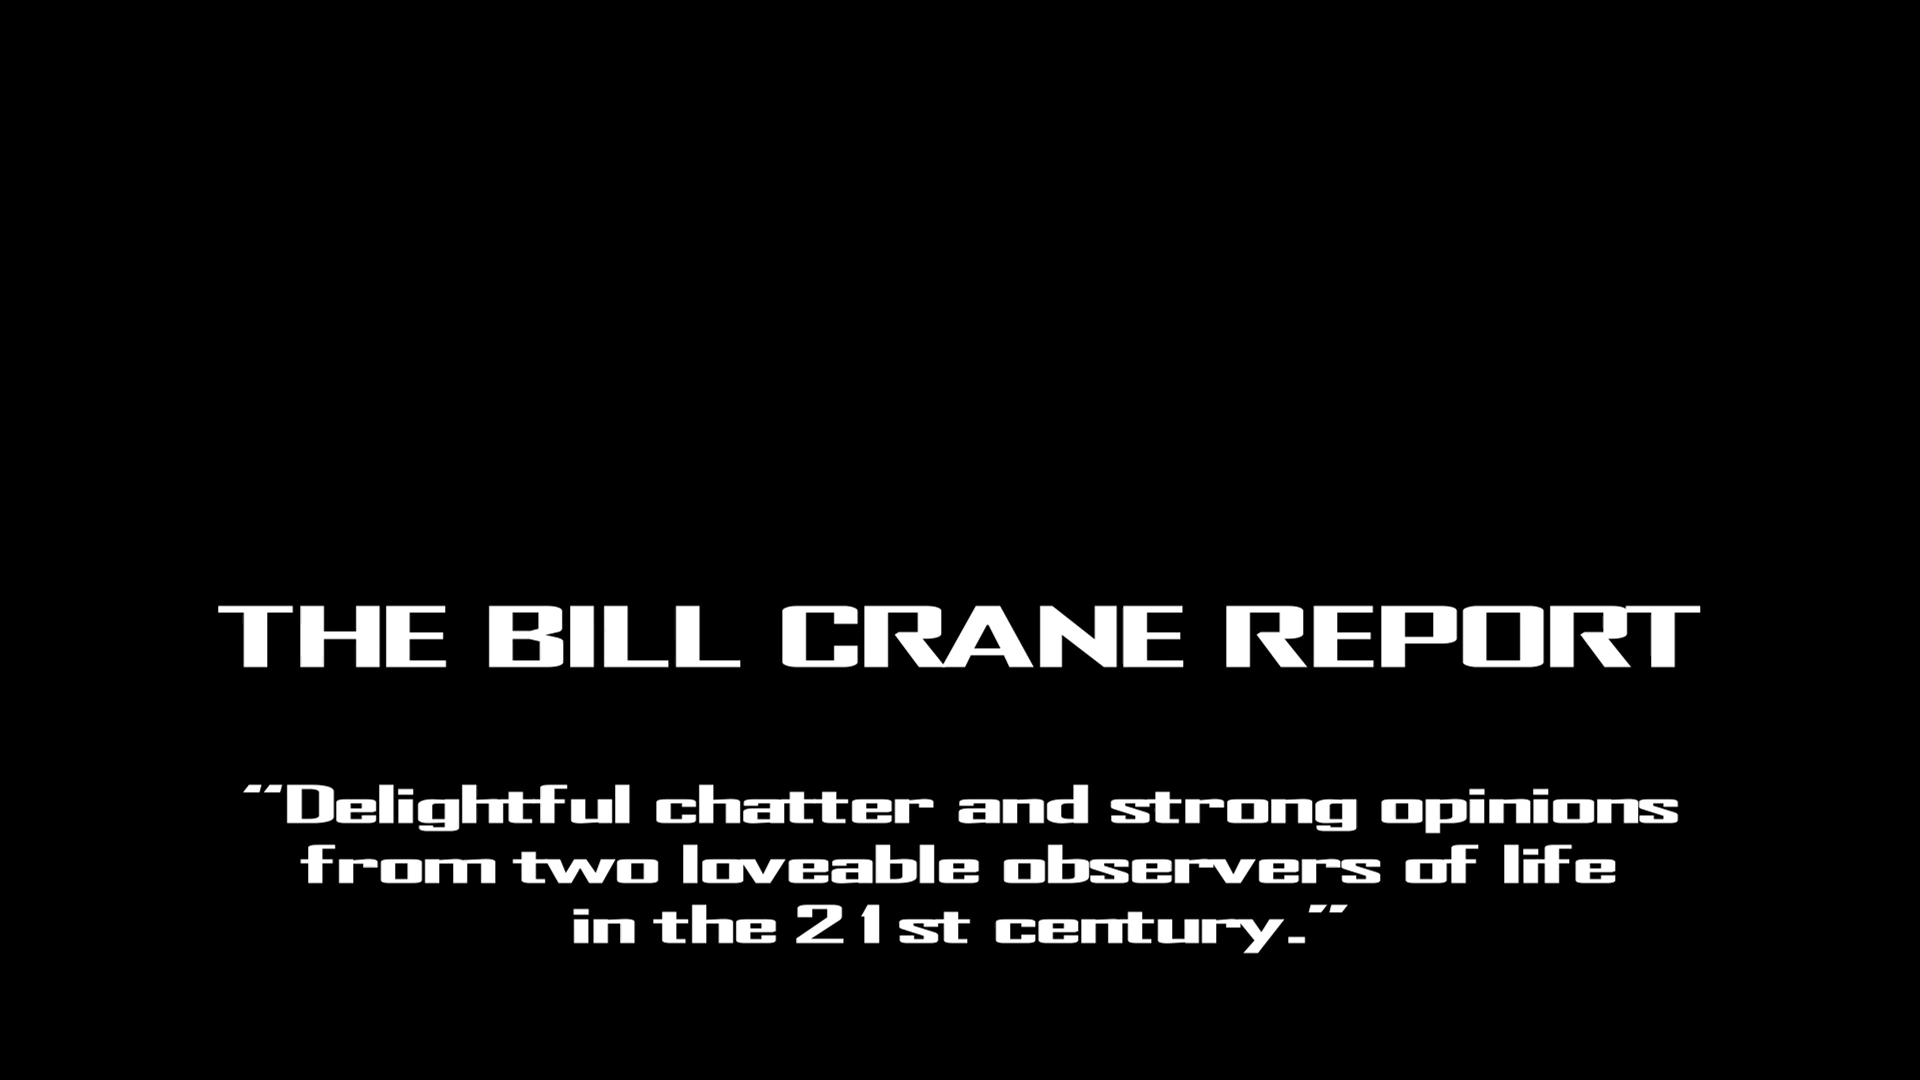 THE BILL CRANE REPORT
“Delightful chatter and strong opinions
from two loveable observers of life
in the 21st century.”